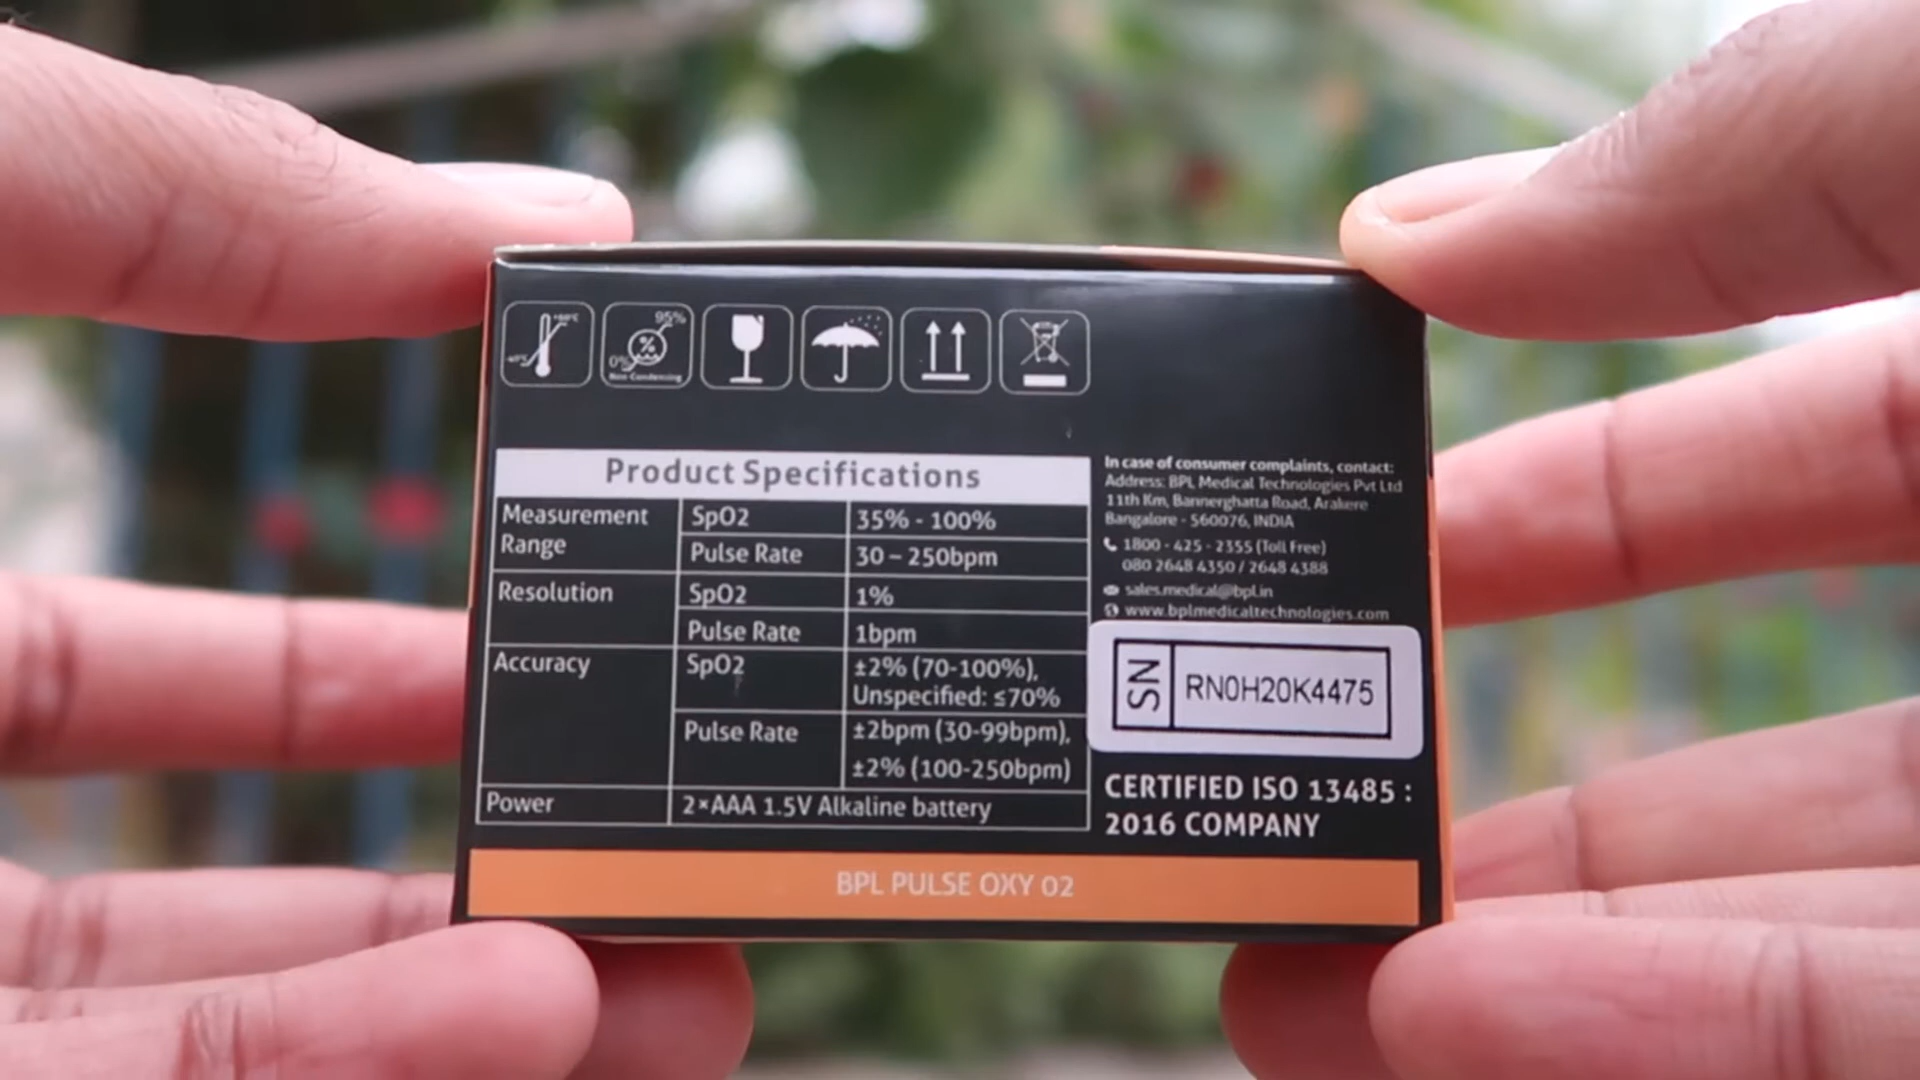 95%
0%
Non Condensing
Product Specifications
Measurement Range SpO2 35% - 100%
Pulse Rate 30 – 250bpm
Resolution SpO2 1%
Pulse Rate 1bpm
Accuracy SpO2 ±2% (70-100%),
Unspecified: ≤70%
Pulse Rate ±2bpm (30-99bpm),
±2% (100-250bpm)
Power 2×AAA 1.5V Alkaline battery
In case of consumer complaints, contact:
Address: BPL Medical Technologies Pvt Ltd
11th Km, Bannerghatta Road, Arakere
Bangalore - 560076, INDIA
1800 - 425 - 2355 (Toll Free)
080 2648 4350 / 2648 4388
sales.medical@bpl.in
www.bplmedicaltechnologies.com
SN RN0H20K4475
CERTIFIED ISO 13485 :
2016 COMPANY
BPL PULSE OXY 02